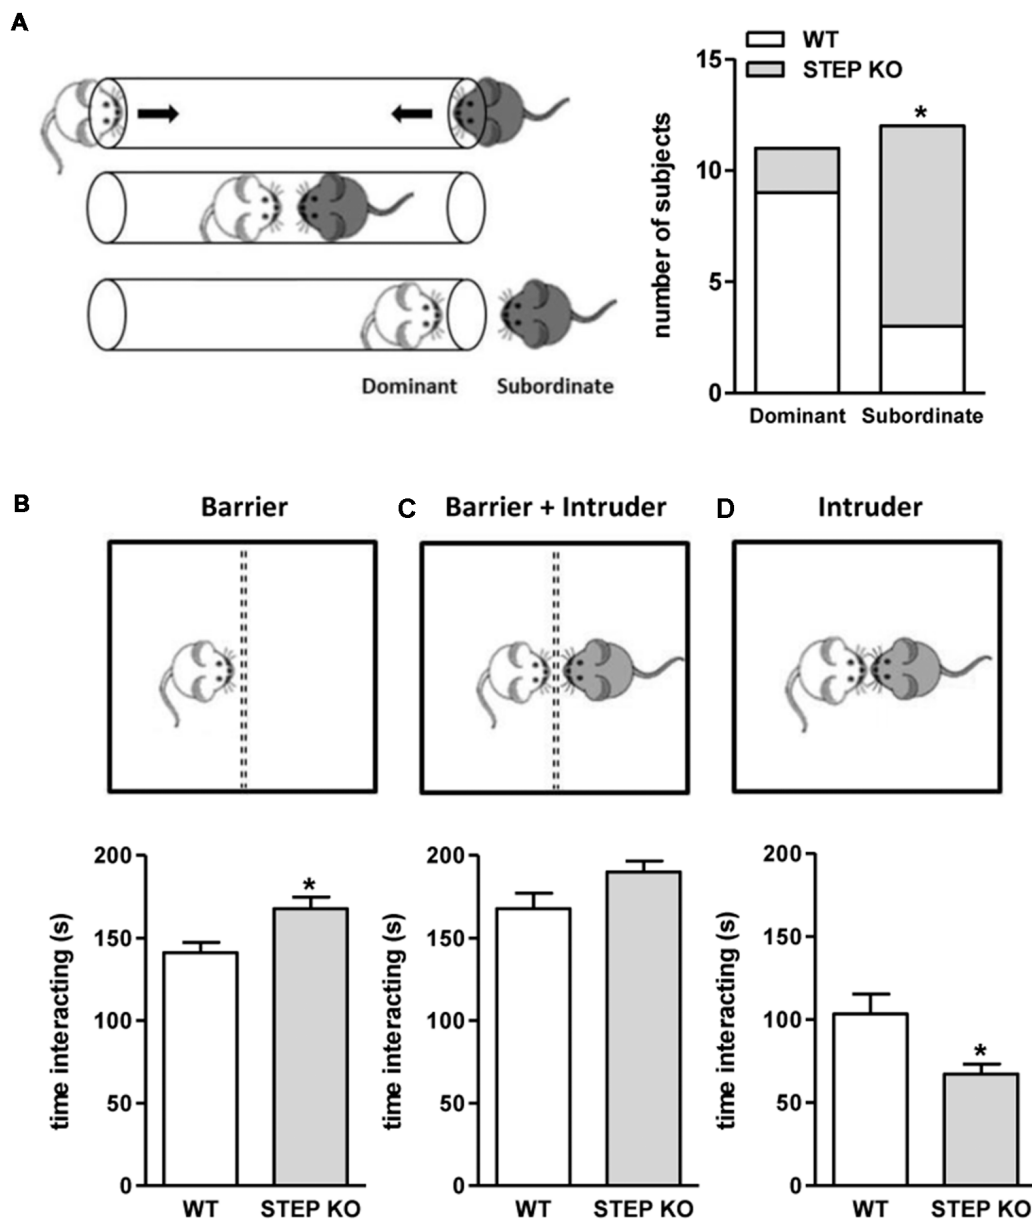 A
WT
STEP KO
15
10
5
0
number of subjects
*
Dominant Subordinate
Dominant Subordinate
B Barrier
C Barrier + Intruder
D Intruder
200
150
100
50
0
time interacting (s)
*
WT STEP KO
200
150
100
50
0
time interacting (s)
WT STEP KO
200
150
100
50
0
time interacting (s)
*
WT STEP KO